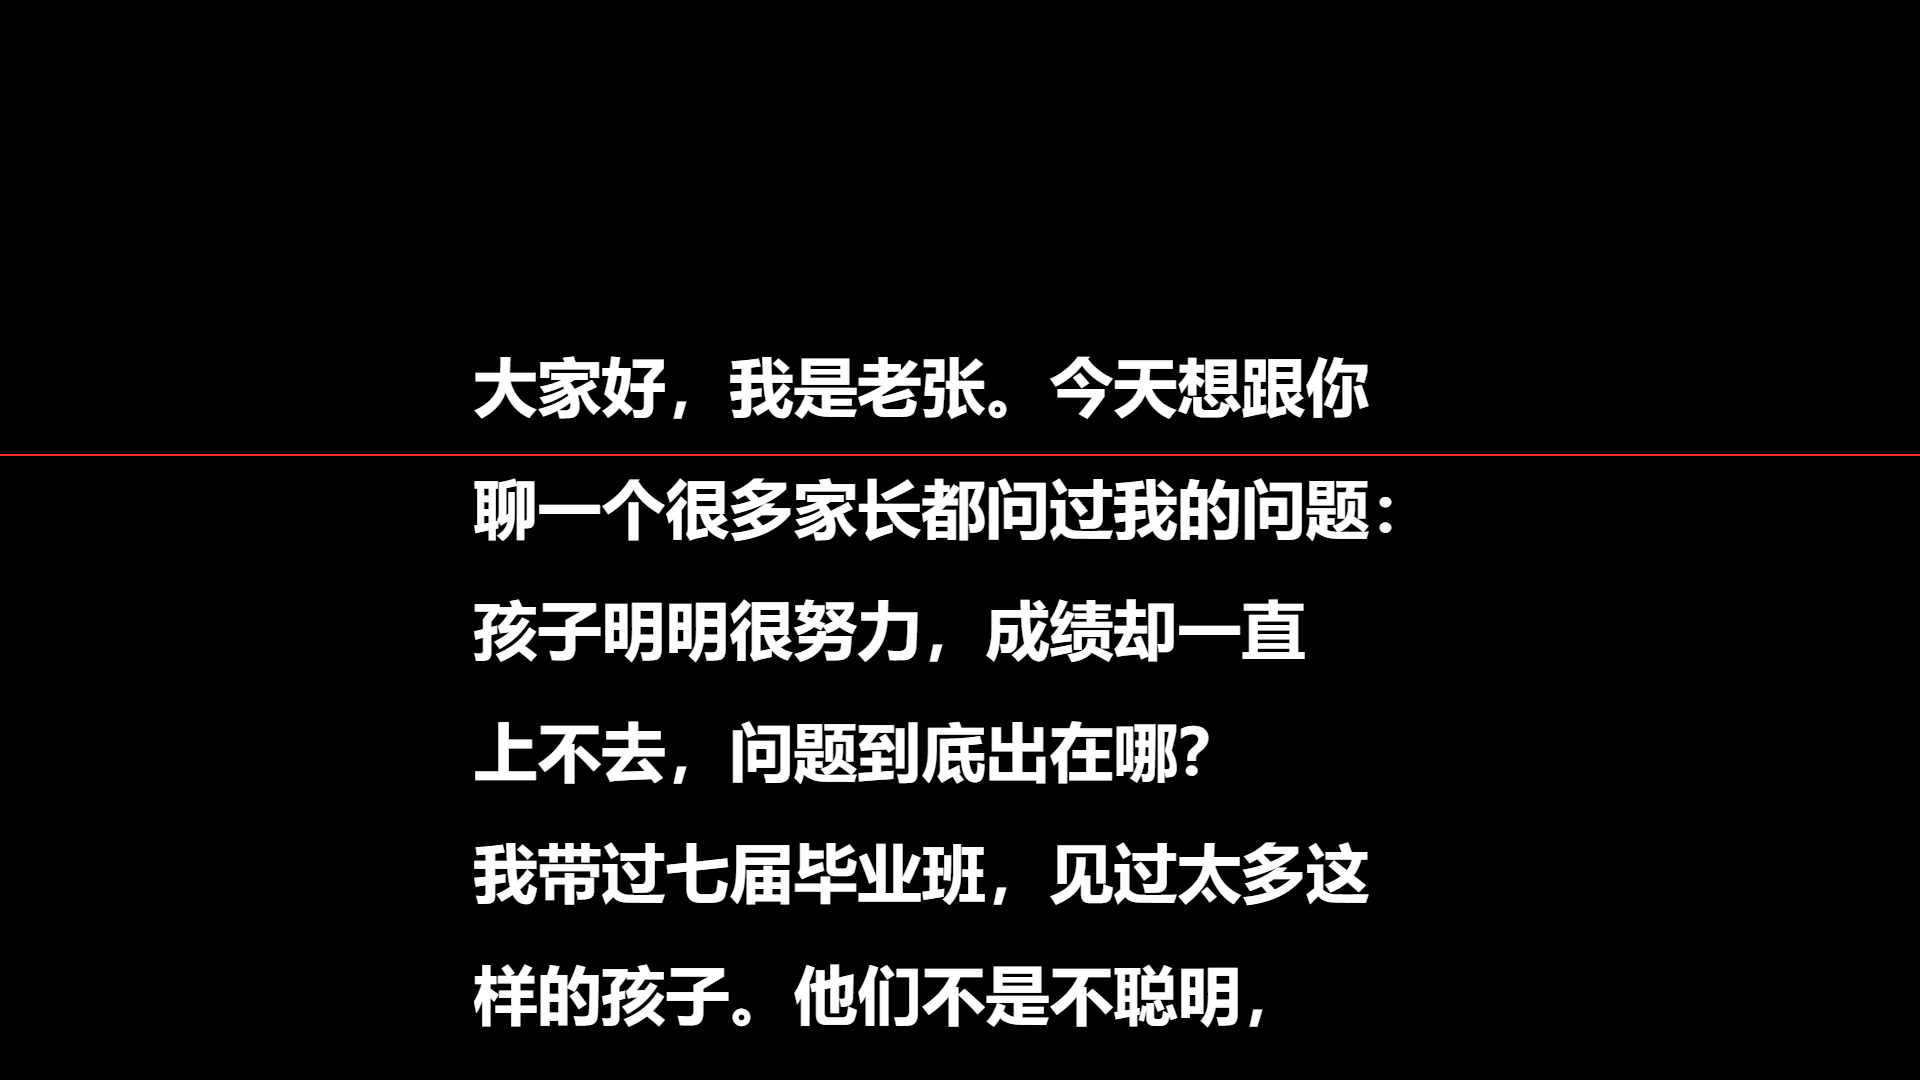 大家好，我是老张。今天想跟你
聊一个很多家长都问过我的问题：
孩子明明很努力，成绩却一直
上不去，问题到底出在哪？
我带过七届毕业班，见过太多这
样的孩子。他们不是不聪明，